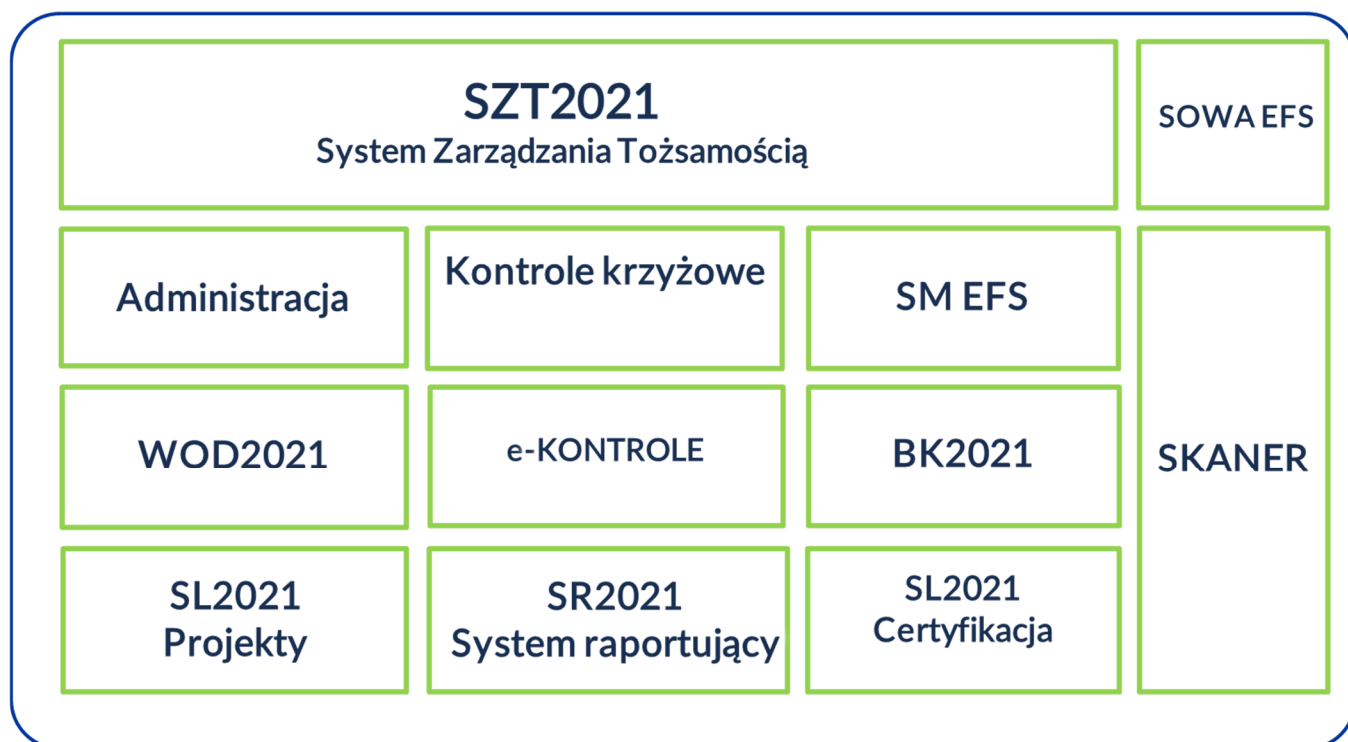 SZT2021
System Zarządzania Tożsamością
SOWA EFS
Administracja
Kontrole krzyżowe
SM EFS
WOD2021
e-KONTROLE
BK2021
SKANER
SL2021
Projekty
SR2021
System raportujący
SL2021
Certyfikacja